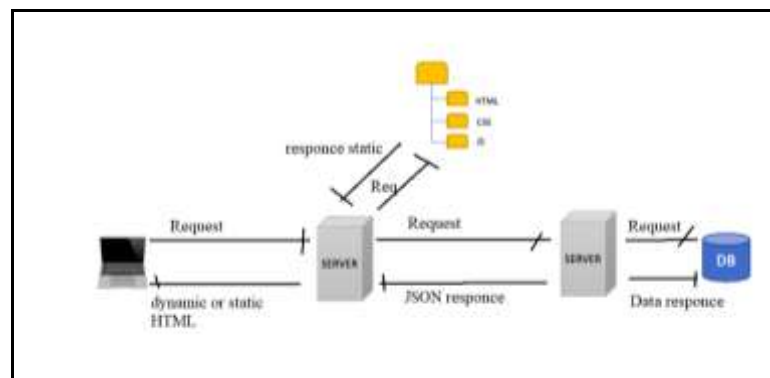 HTML
CSS
JS
responce static
Req
Request
Request
Request
SERVER
SERVER
DB
dynamic or static
HTML
JSON responce
Data responce